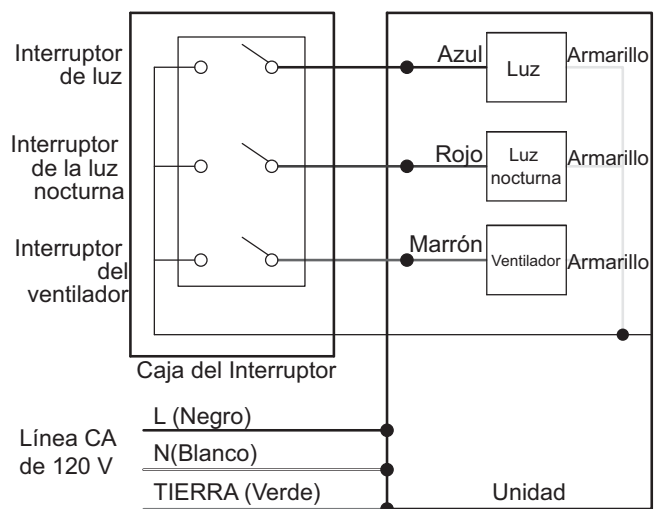 Interruptor
de luz
Azul
Luz
Armarillo
Interruptor
de la luz
nocturna
Rojo
Luz
nocturna
Armarillo
Interruptor
del
ventilador
Marrón
Ventilador
Armarillo
Caja del Interruptor
Línea CA
de 120 V
L (Negro)
N(Blanco)
TIERRA (Verde)
Unidad